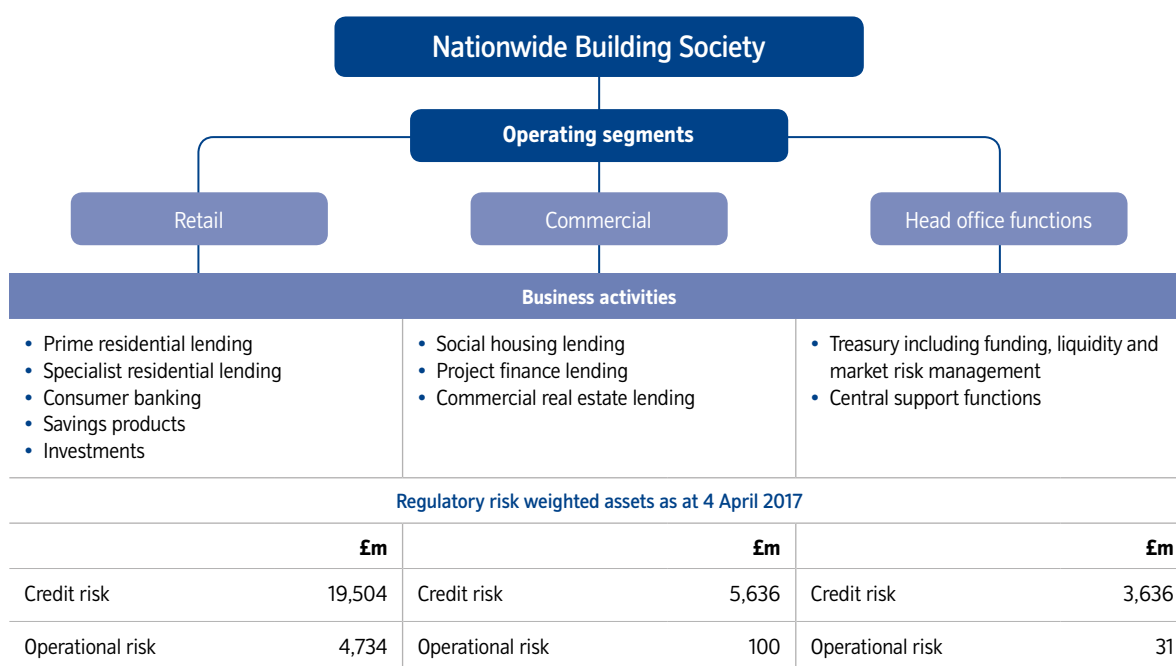 Nationwide Building Society
Operating segments
Retail
Commercial
Head office functions
Business activities
• Prime residential lending
• Specialist residential lending
• Consumer banking
• Savings products
• Investments
• Social housing lending
• Project finance lending
• Commercial real estate lending
• Treasury including funding, liquidity and
market risk management
• Central support functions
Regulatory risk weighted assets as at 4 April 2017
£m £m £m
Credit risk 19,504 Credit risk 5,636 Credit risk 3,636
Operational risk 4,734 Operational risk 100 Operational risk 31